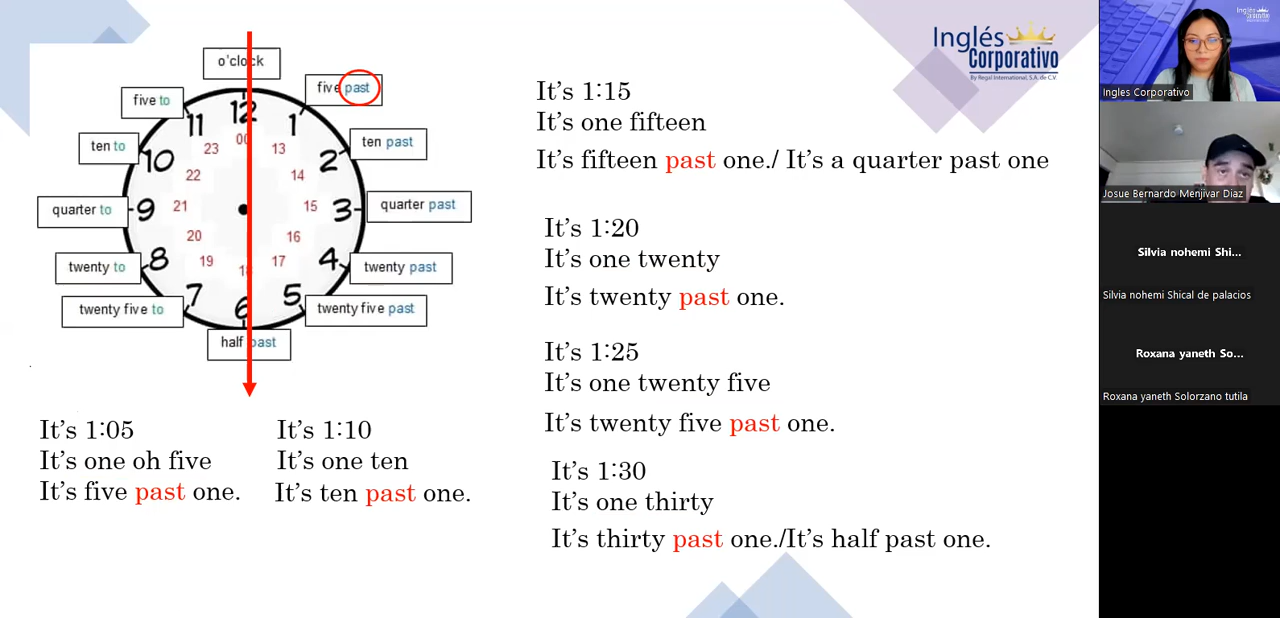 o'clock
five past
ten past
quarter past
twenty past
twenty five past
half past
twenty five to
twenty to
quarter to
ten to
five to
12
1
2
3
4
5
6
7
8
9
10
11
00
13
14
15
16
17
19
20
21
22
23
It's 1:05
It's one oh five
It's five past one.
It's 1:10
It's one ten
It's ten past one.
Inglés
Corporativo
By Regal International, S.A. de C.V.
It's 1:15
It's one fifteen
It's fifteen past one./ It's a quarter past one
It's 1:20
It's one twenty
It's twenty past one.
It's 1:25
It's one twenty five
It's twenty five past one.
It's 1:30
It's one thirty
It's thirty past one./It's half past one.
Inglés
Corporativo
Ingles Corporativo
Josue Bernardo Menjivar Diaz
Silvia nohemi Shi...
Silvia nohemi Shical de palacios
Roxana yaneth So...
Roxana yaneth Solorzano tutila